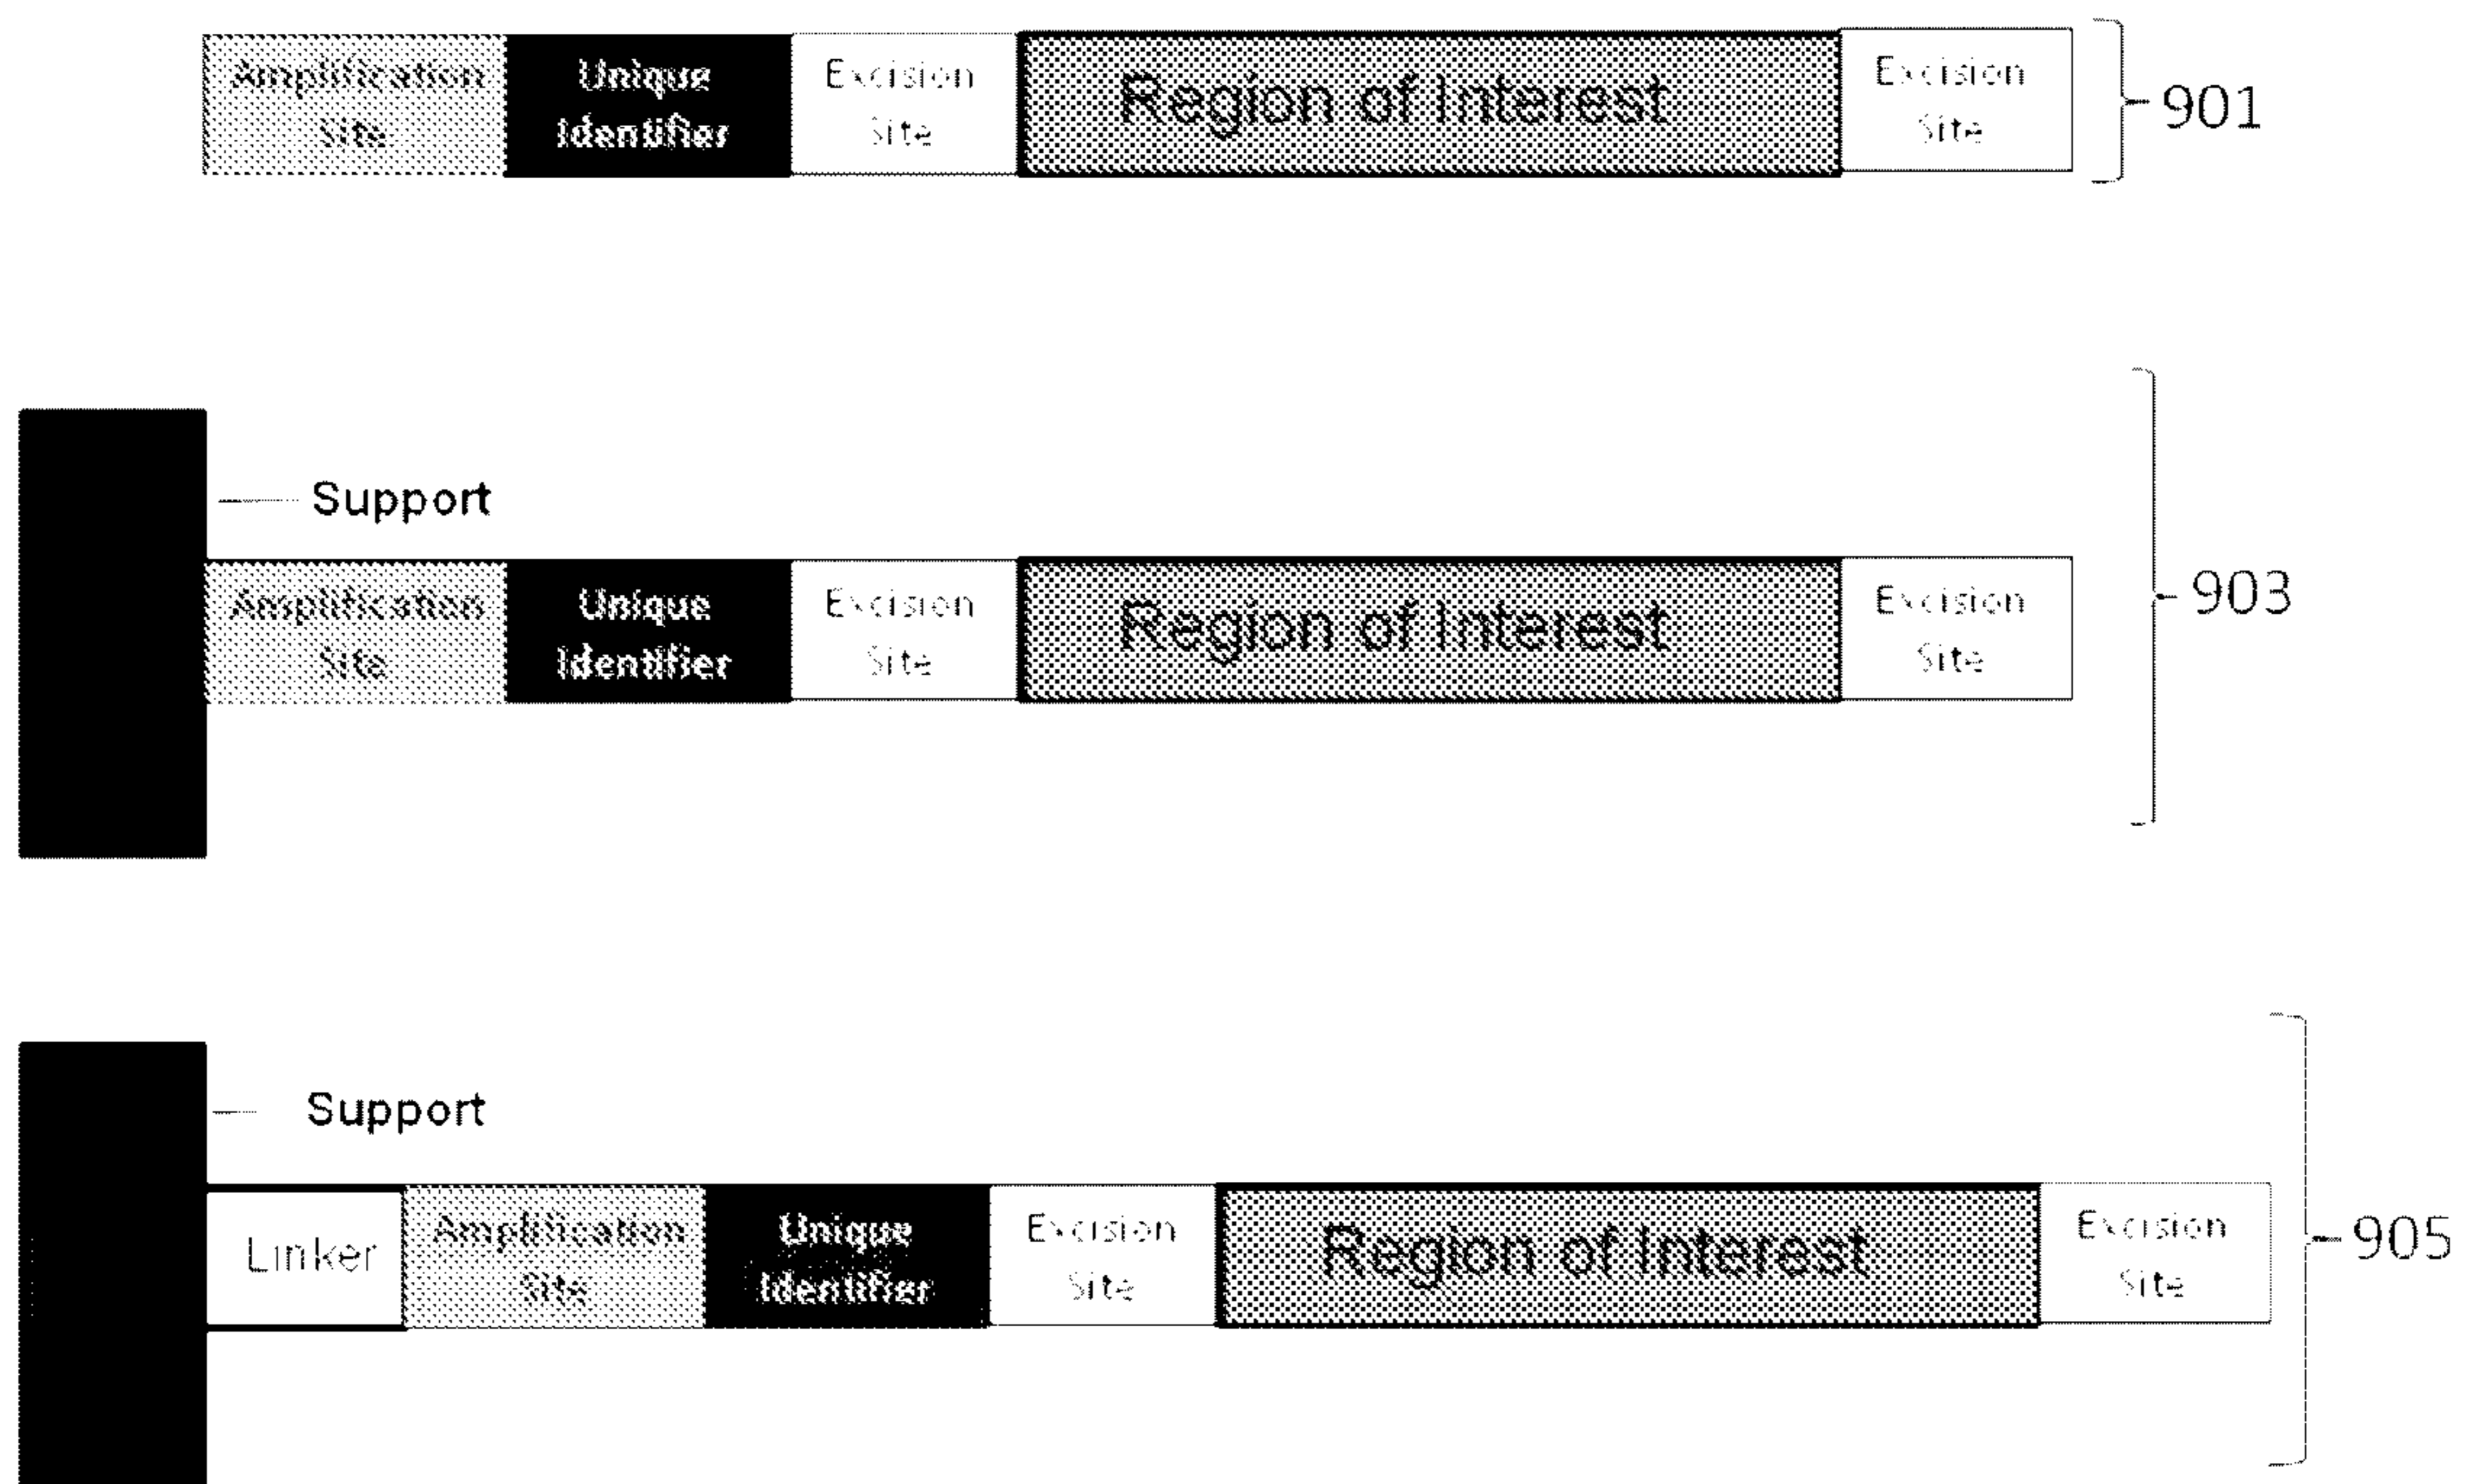 Amplification
Site
Unique
Identifier
Excision
Site
Region of Interest
Excision
Site
901
Support
Amplification
Site
Unique
Identifier
Excision
Site
Region of Interest
Excision
Site
903
Support
Linker
Amplification
Site
Unique
Identifier
Excision
Site
Region of Interest
Excision
Site
905